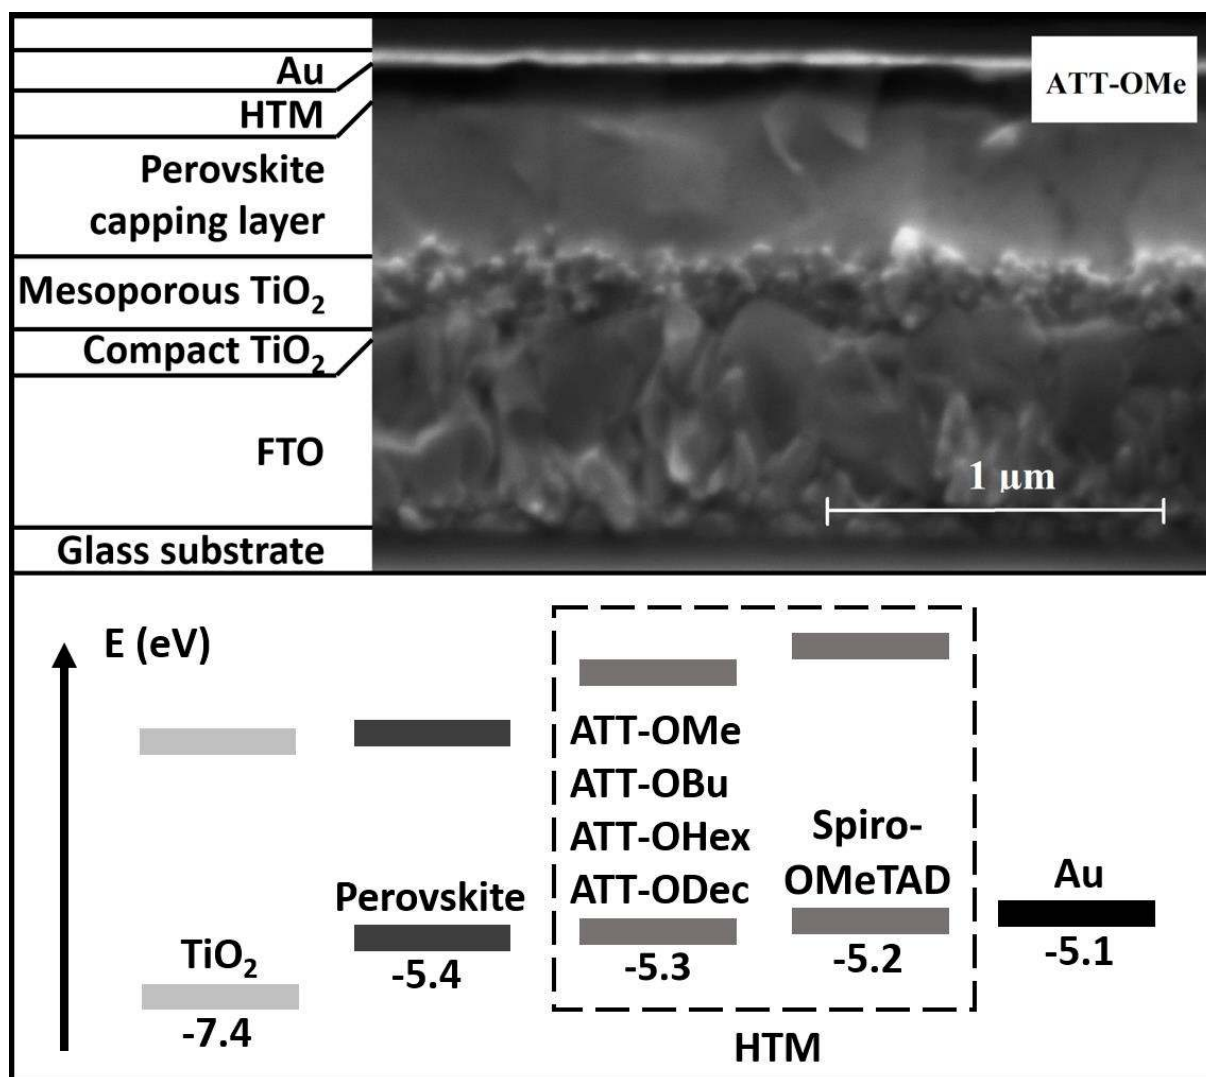 Au
HTM
Perovskite
capping layer
Mesoporous TiO₂
Compact TiO₂
FTO
Glass substrate
ATT-OMe
1 µm
E (eV)
TiO₂
-7.4
Perovskite
-5.4
ATT-OMe
ATT-OBu
ATT-OHex
ATT-ODec
-5.3
Spiro-
OMeTAD
-5.2
HTM
Au
-5.1